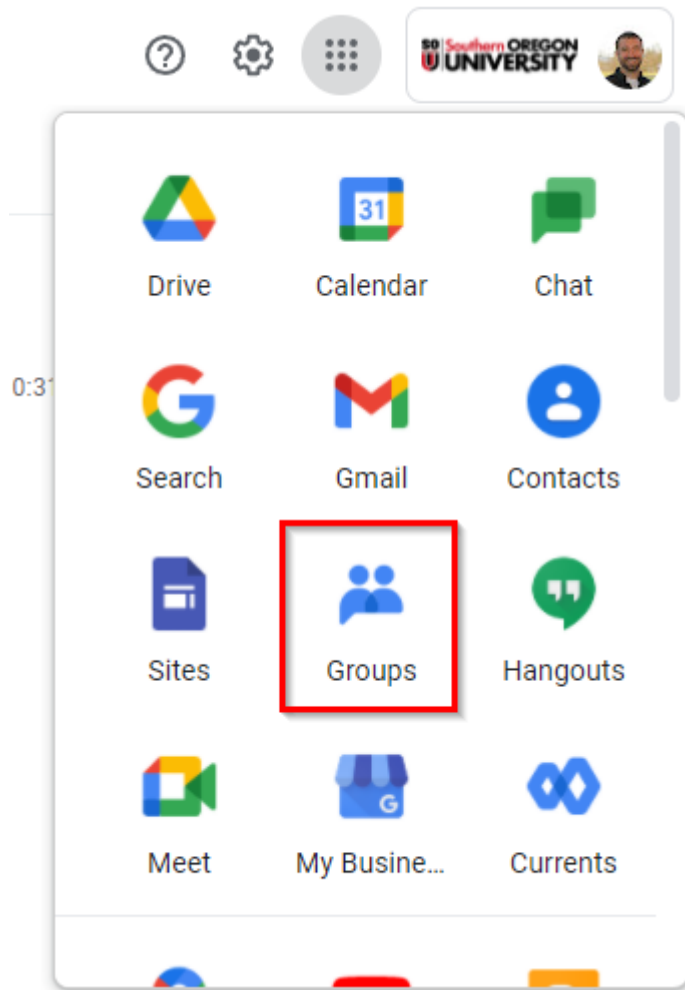 SO Southern OREGON
U UNIVERSITY
31
Drive Calendar Chat
0:3
G
Search Gmail Contacts
Sites Groups Hangouts
G
Meet My Busine... Currents